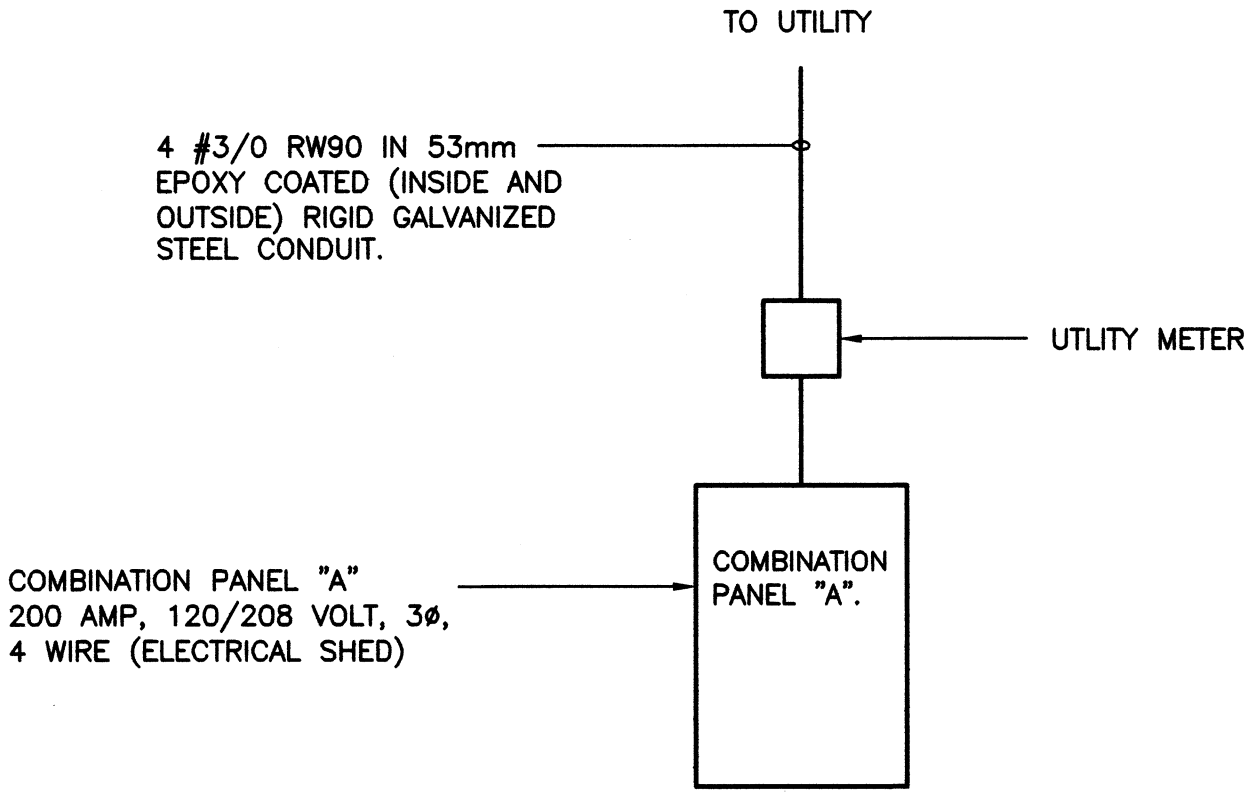 TO UTILITY
4 #3/0 RW90 IN 53mm
EPOXY COATED (INSIDE AND
OUTSIDE) RIGID GALVANIZED
STEEL CONDUIT.
UTLITY METER
COMBINATION
PANEL "A".
COMBINATION PANEL "A"
200 AMP, 120/208 VOLT, 3ø,
4 WIRE (ELECTRICAL SHED)